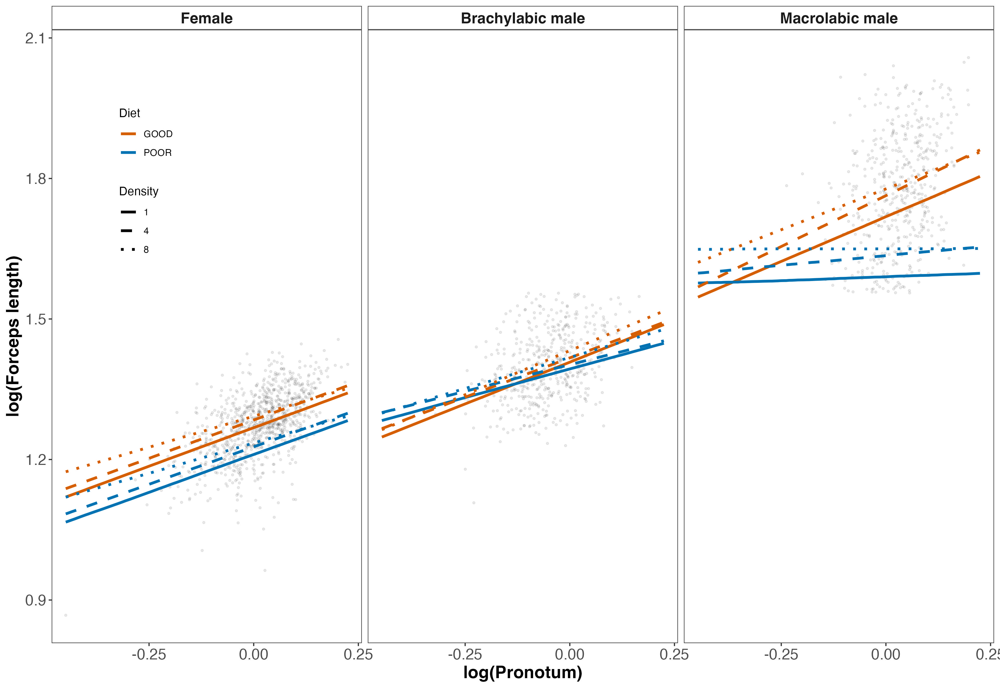 Female
Brachylabic male
Macrolabic male
2.1
1.8
1.5
1.2
0.9
log(Forceps length)
Diet
GOOD
POOR
Density
1
4
8
-0.25 0.00 0.25
-0.25 0.00 0.25
-0.25 0.00 0.25
log(Pronotum)